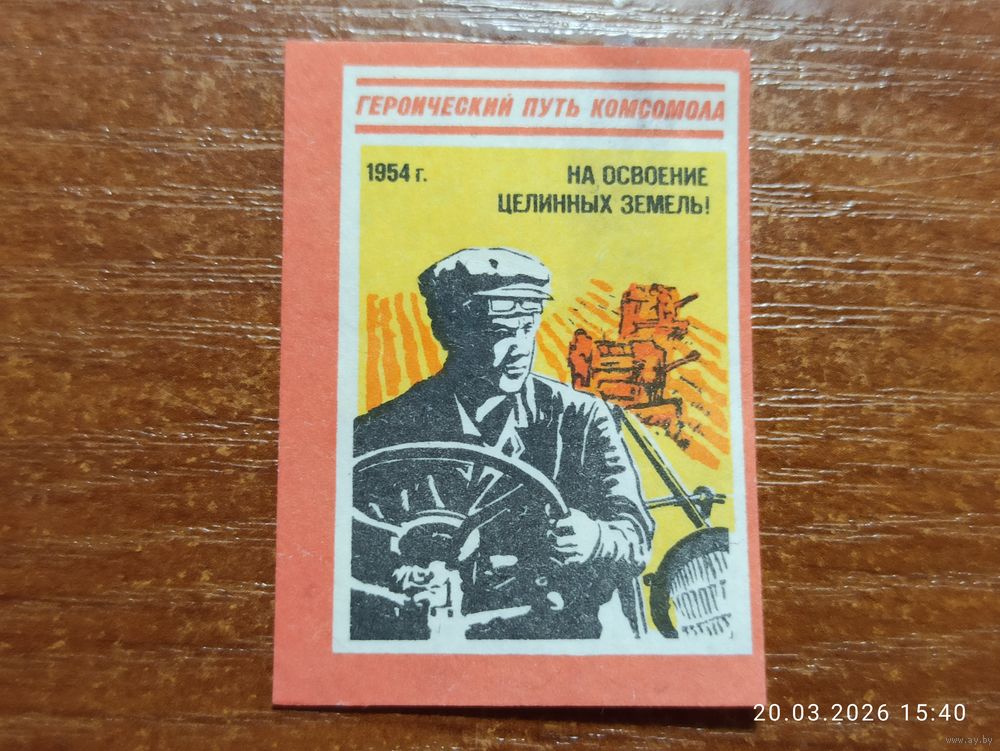 ГЕРОИЧЕСКИЙ ПУТЬ КОМСОМОЛА
1954 г.
НА ОСВОЕНИЕ
ЦЕЛИННЫХ ЗЕМЕЛЬ!
20.03.2026 15:40
www.ay.by